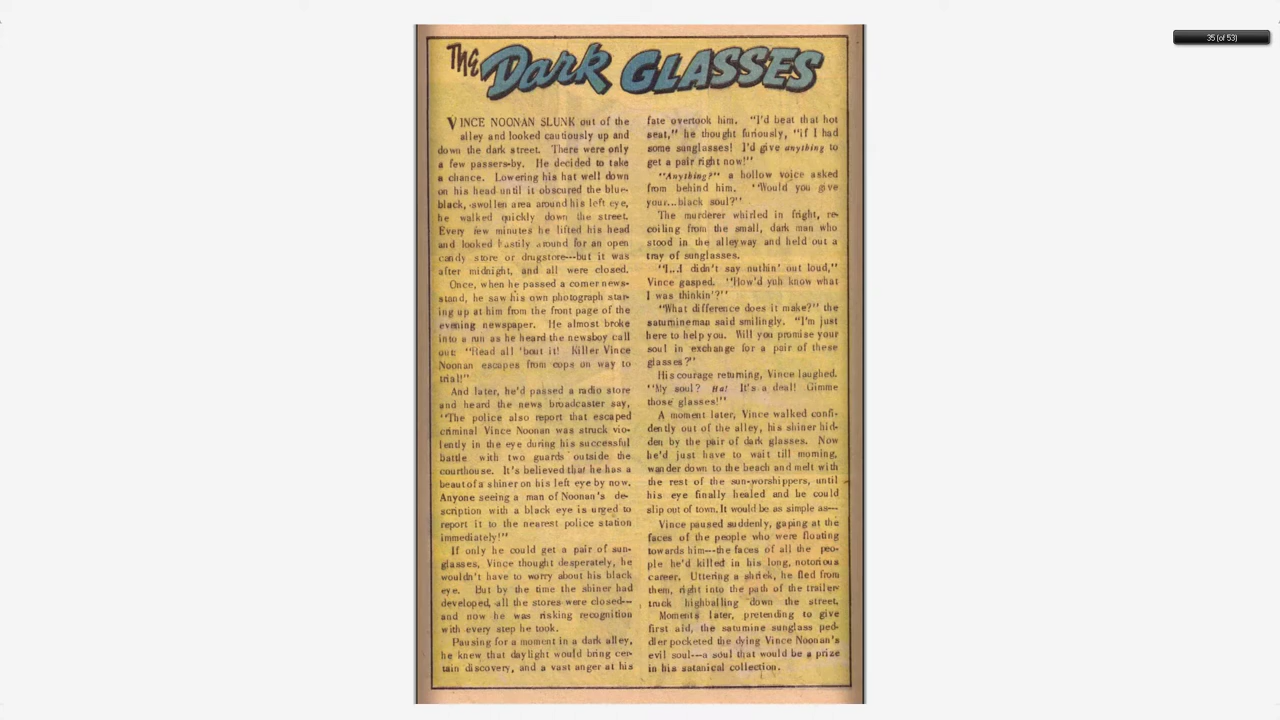 35 (of 53)
THE Dark GLASSES
VINCE NOONAN SLUNK out of the
alley and looked cautiously up and
down the dark street. There were only
a few passers-by. He decided to take
a chance. Lowering his hat well down
on his head until it obscured the blue-
black, swollen area around his left eye,
he walked quickly down the street.
Every few minutes he lifted his head
and looked hastily around for an open
candy store or drugstore---but it was
after midnight, and all were closed.
Once, when he passed a corner news-
stand, he saw his own photograph star-
ing up at him from the front page of the
evening newspaper. He almost broke
into a run as he heard the newsboy call
out: "Read all 'bout it! Killer Vince
Noonan escapes from cops on way to
trial!"
And later, he'd passed a radio store
and heard the news broadcaster say,
"The police also report that escaped
criminal Vince Noonan was struck vio-
lently in the eye during his successful
battle with two guards outside the
courthouse. It's believed that he has a
beaut of a shiner on his left eye by now.
Anyone seeing a man of Noonan's de-
scription with a black eye is urged to
report it to the nearest police station
immediately!"
If only he could get a pair of sun-
glasses, Vince thought desperately, he
wouldn't have to worry about his black
eye. But by the time the shiner had
developed, all the stores were closed---
and now he was risking recognition
with every step he took.
Pausing for a moment in a dark alley,
he knew that daylight would bring cer-
tain discovery, and a vast anger at his
fate overtook him. "I'd beat that hot
seat," he thought furiously, "if I had
some sunglasses! I'd give anything to
get a pair right now!"
"Anything?" a hollow voice asked
from behind him. "Would you give
your...black soul?"
The murderer whirled in fright, re-
coiling from the small, dark man who
stood in the alleyway and held out a
tray of sunglasses.
"I...I didn't say nuthin' out loud,"
Vince gasped. "How'd yuh know what
I was thinkin'?"
"What difference does it make?" the
saturnineman said smilingly. "I'm just
here to help you. Will you promise your
soul in exchange for a pair of these
glasses?"
His courage returning, Vince laughed.
"My soul? Ha! It's a deal! Gimme
those glasses!"
A moment later, Vince walked confi-
dently out of the alley, his shiner hid-
den by the pair of dark glasses. Now
he'd just have to wait till morning,
wander down to the beach and melt with
the rest of the sun-worshippers, until
his eye finally healed and he could
slip out of town. It would be as simple as---
Vince paused suddenly, gaping at the
faces of the people who were floating
towards him---the faces of all the peo-
ple he'd killed in his long, notorious
career. Uttering a shriek, he fled from
them, right into the path of the trailer-
truck highballing down the street.
Moments later, pretending to give
first aid, the saturnine sunglass ped-
dler pocketed the dying Vince Noonan's
evil soul---a soul that would be a prize
in his satanical collection.